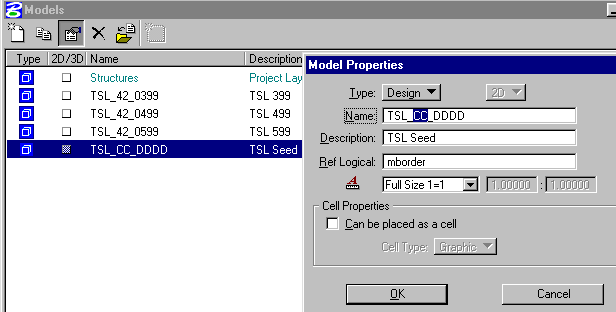 Models
Type 2D/3D Name Description
Structures Project Lay
TSL_42_0399 TSL 399
TSL_42_0499 TSL 499
TSL_42_0599 TSL 599
TSL_CC_DDDD TSL Seed
Model Properties
Type: Design 2D
Name: TSL_CC_DDDD
Description: TSL Seed
Ref Logical: mborder
Full Size 1=1 1.00000 : 1.00000
Cell Properties
Can be placed as a cell
Cell Type: Graphic
OK Cancel